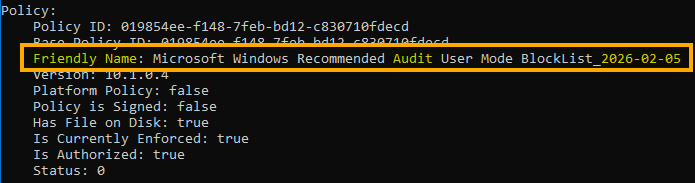 Policy:
Policy ID: 019854ee-f148-7feb-bd12-c830710fdecd
Base Policy ID: 019854ee-f148-7feb-bd12-c830710fdecd
Friendly Name: Microsoft Windows Recommended Audit User Mode BlockList_2026-02-05
Version: 10.1.0.4
Platform Policy: false
Policy is Signed: false
Has File on Disk: true
Is Currently Enforced: true
Is Authorized: true
Status: 0